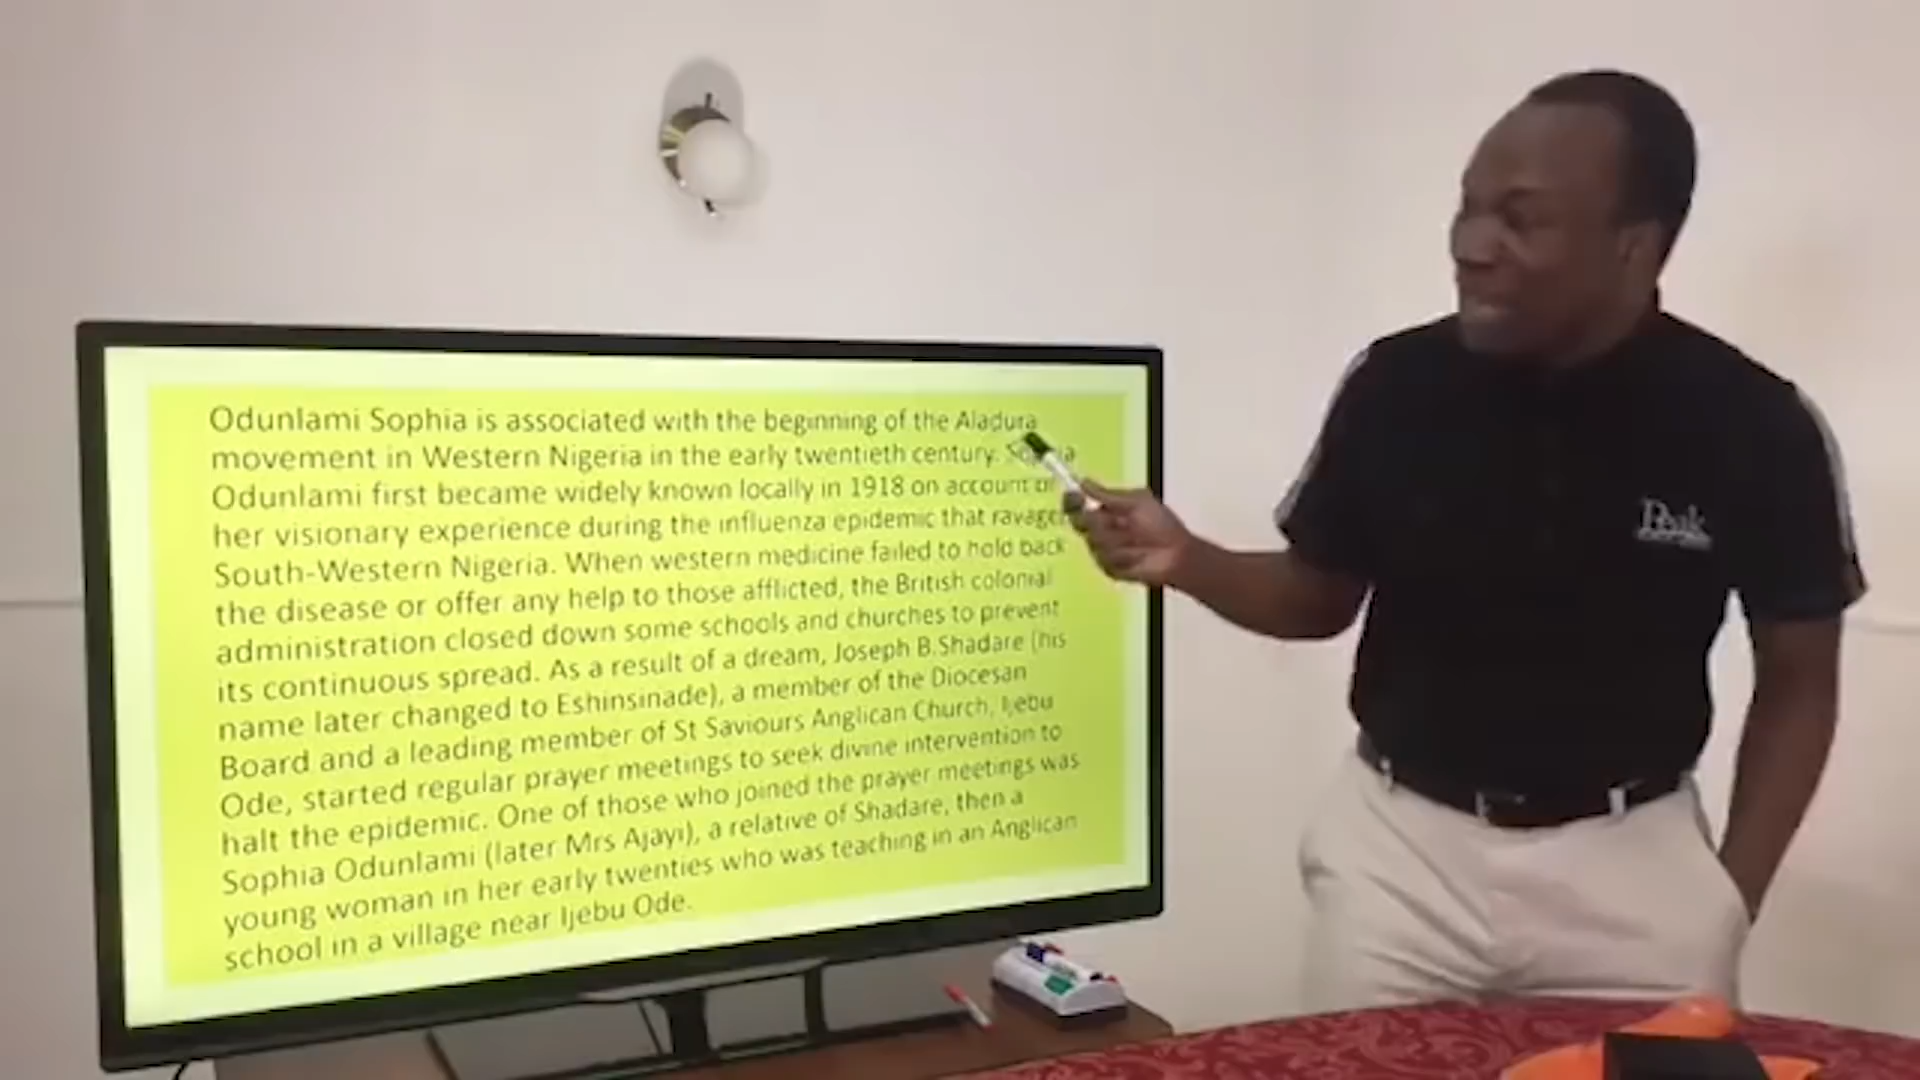 Odunlami Sophia is associated with the beginning of the Aladura
movement in Western Nigeria in the early twentieth century.
Odunlami first became widely known locally in 1918 on account
her visionary experience during the influenza epidemic that
South-Western Nigeria. When western medicine failed to hold back
the disease or offer any help to those afflicted, the British colonial
administration closed down some schools and churches to prevent
its continuous spread. As a result of a dream, Joseph B.Shadare (his
name later changed to Eshinsinade), a member of the Diocesan
Board and a leading member of St Saviours Anglican Church, Ijebu
Ode, started regular prayer meetings to seek divine intervention to
halt the epidemic. One of those who joined the prayer meetings was
Sophia Odunlami (later Mrs Ajayi), a relative of Shadare, then a
young woman in her early twenties who was teaching in an Anglican
school in a village near Ijebu Ode.
Peak